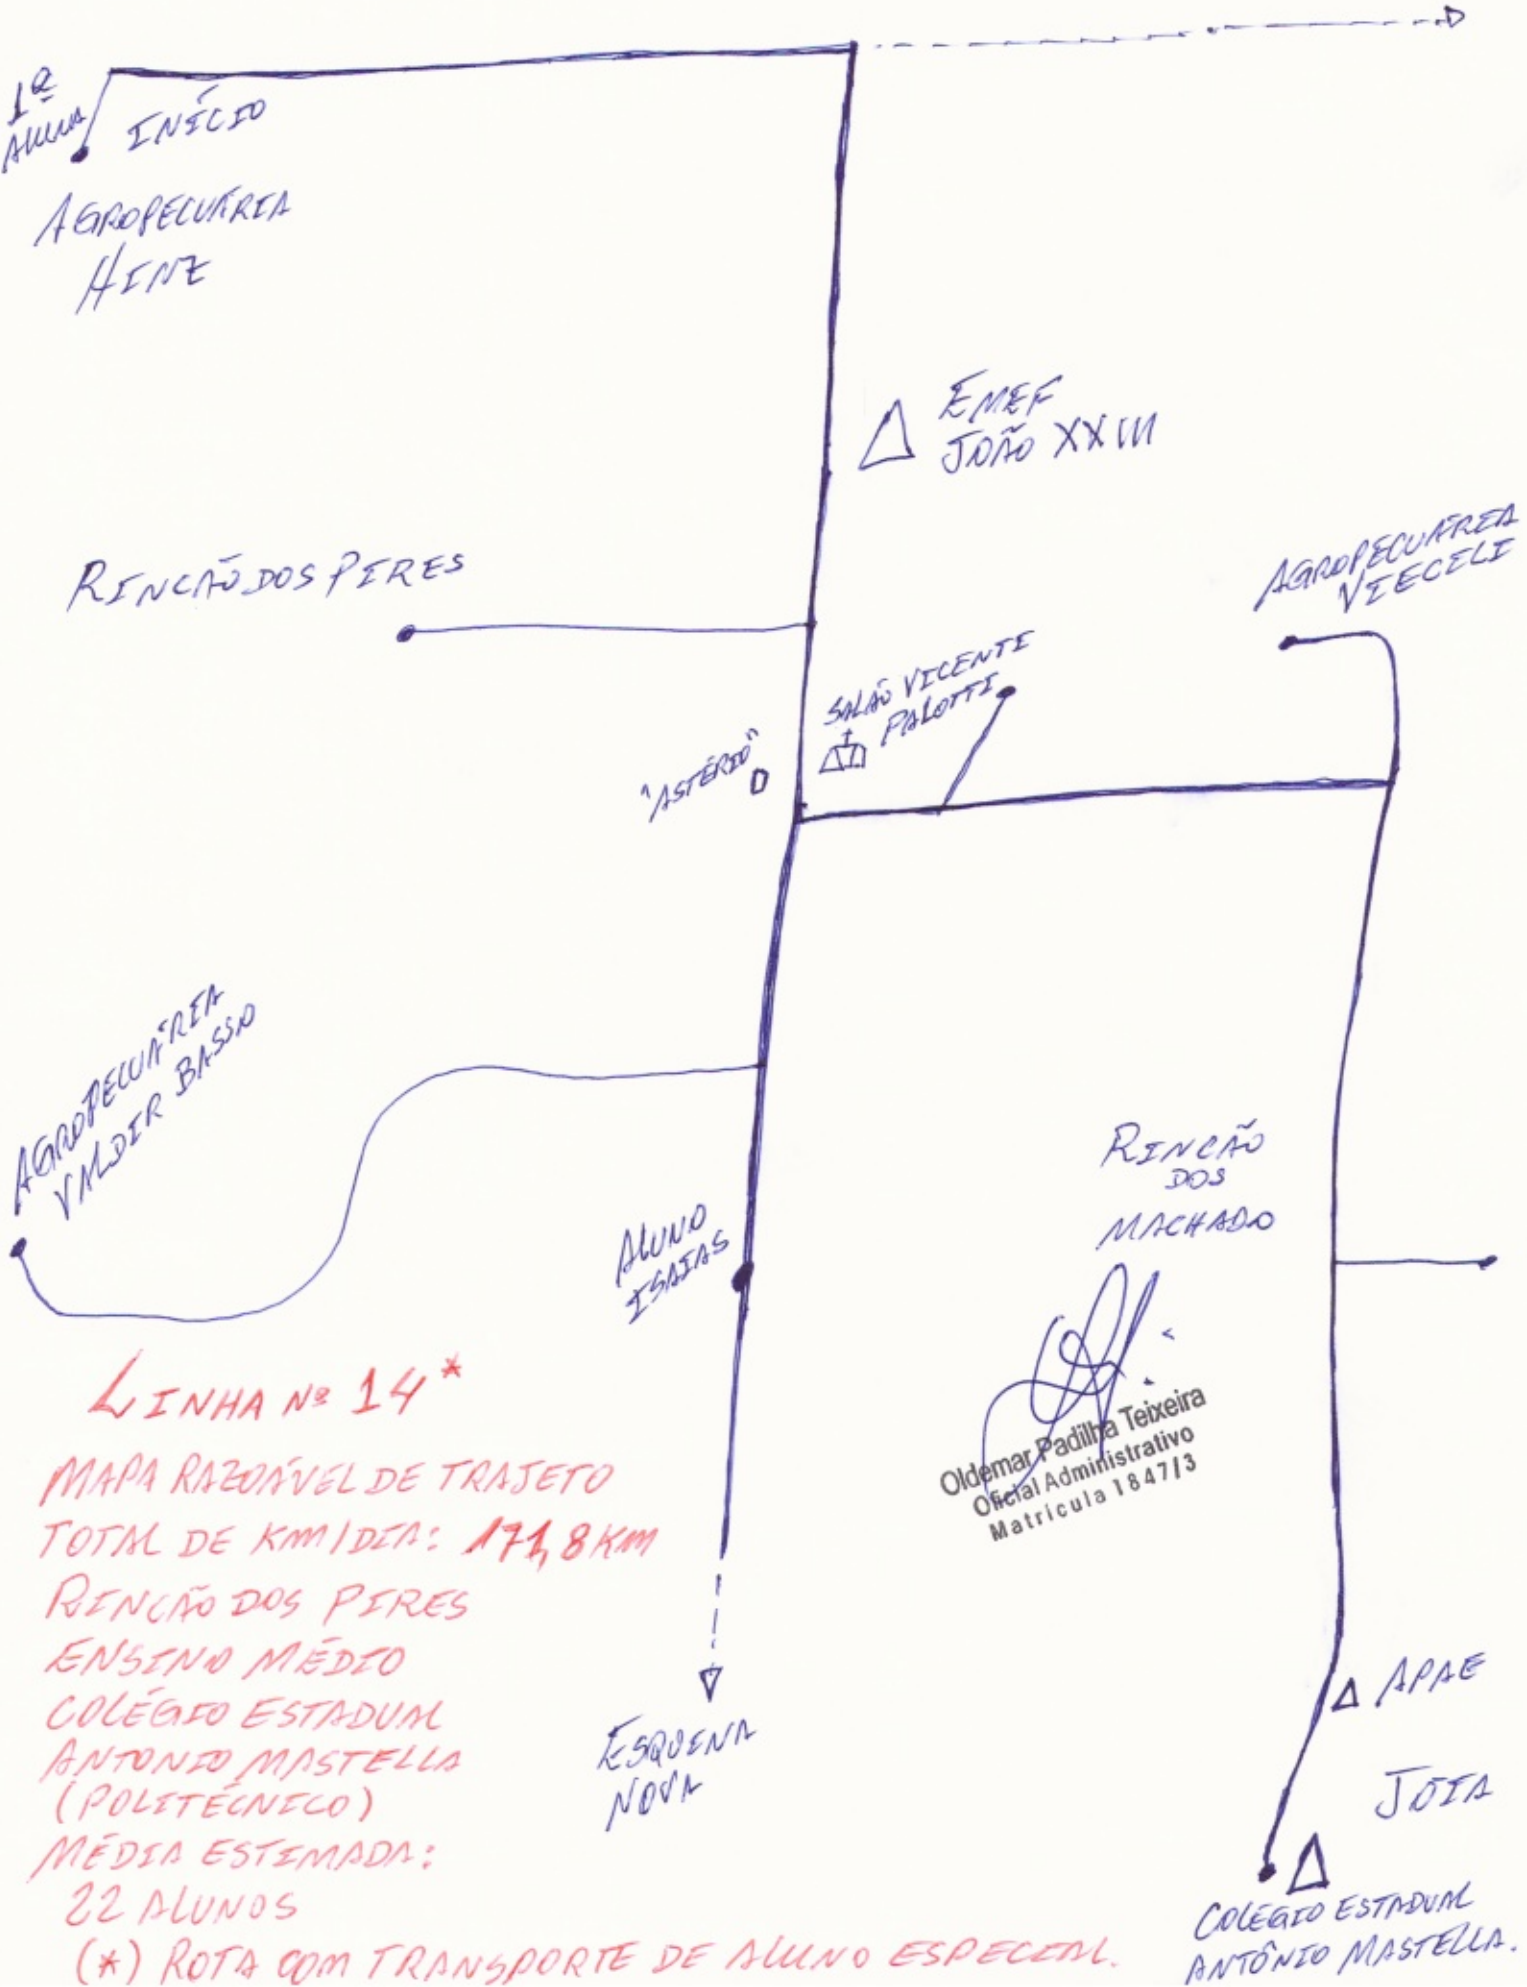 1ª
ALUNA
INÍCIO
AGROPECUÁRIA
HINZ
EMEF
JOÃO XXIII
RINCÃO DOS PIRES
AGROPECUÁRIA
VIECELI
SALÃO VICENTE
PALOTTI
"ASTÉRIO"
AGROPECUÁRIA
VALDIR BASSO
RINCÃO
DOS
MACHADO
ALUNO
ISAIAS
Oldemar Padilha Teixeira
Oficial Administrativo
Matrícula 1847/3
LINHA Nº 14*
MAPA RAZOÁVEL DE TRAJETO
TOTAL DE KM/DIA: 171,8 KM
RINCÃO DOS PIRES
ENSINO MÉDIO
COLÉGIO ESTADUAL
ANTONIO MASTELLA
(POLITÉCNICO)
MÉDIA ESTIMADA:
22 ALUNOS
(*) ROTA COM TRANSPORTE DE ALUNO ESPECIAL.
ESQUINA
NOVA
APAE
JÓIA
COLÉGIO ESTADUAL
ANTÔNIO MASTELLA.